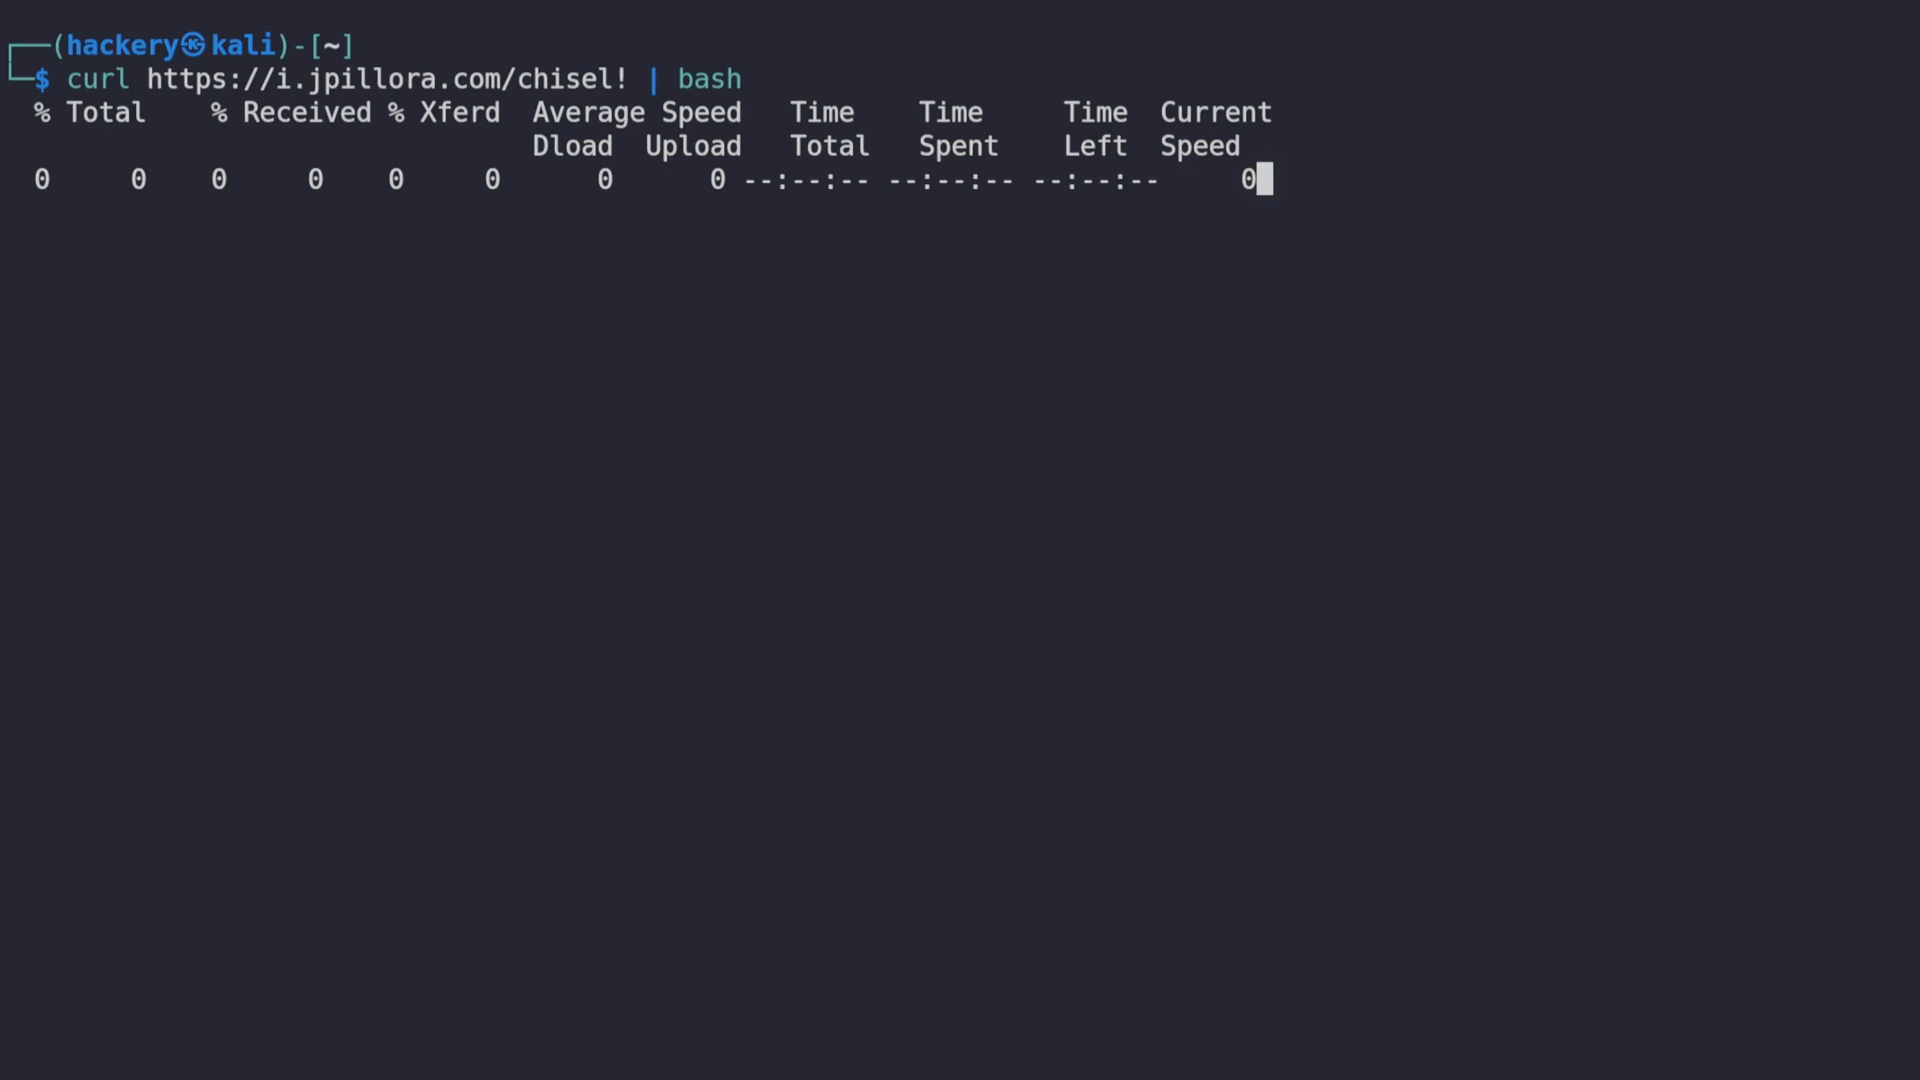 ┌──(hackery㉿kali)-[~]
└─$ curl https://i.jpillora.com/chisel! | bash
  % Total    % Received % Xferd  Average Speed   Time    Time     Time  Current
                                 Dload  Upload   Total   Spent    Left  Speed
  0     0    0     0    0     0      0      0 --:--:-- --:--:-- --:--:--     0